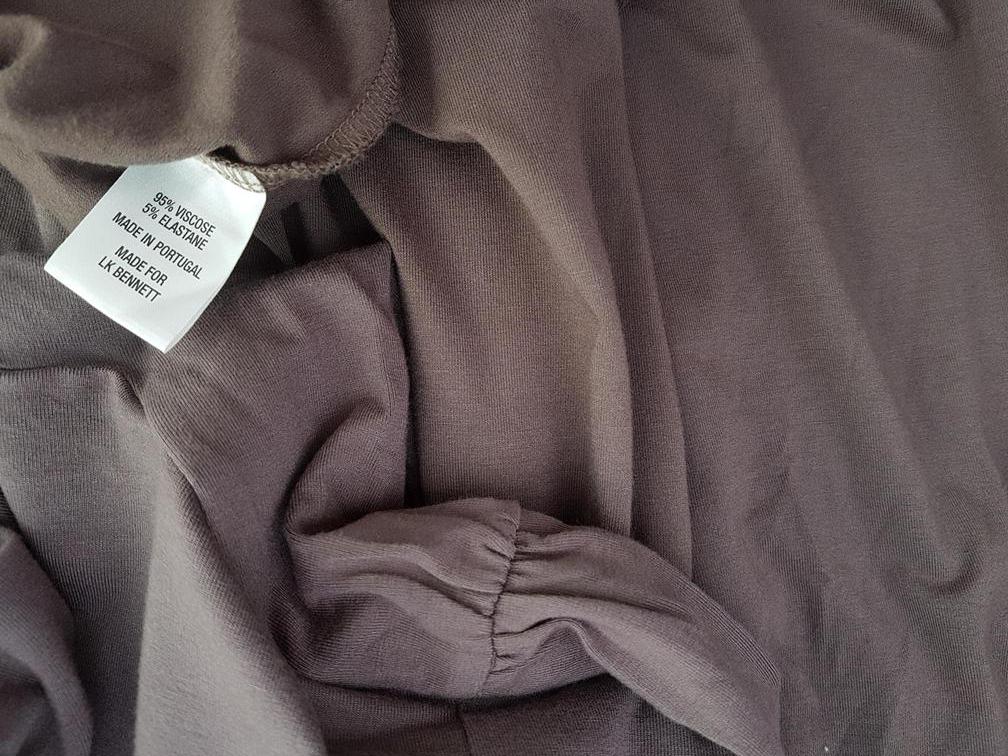 95% VISCOSE
5% ELASTANE
MADE IN PORTUGAL
MADE FOR
LK BENNETT